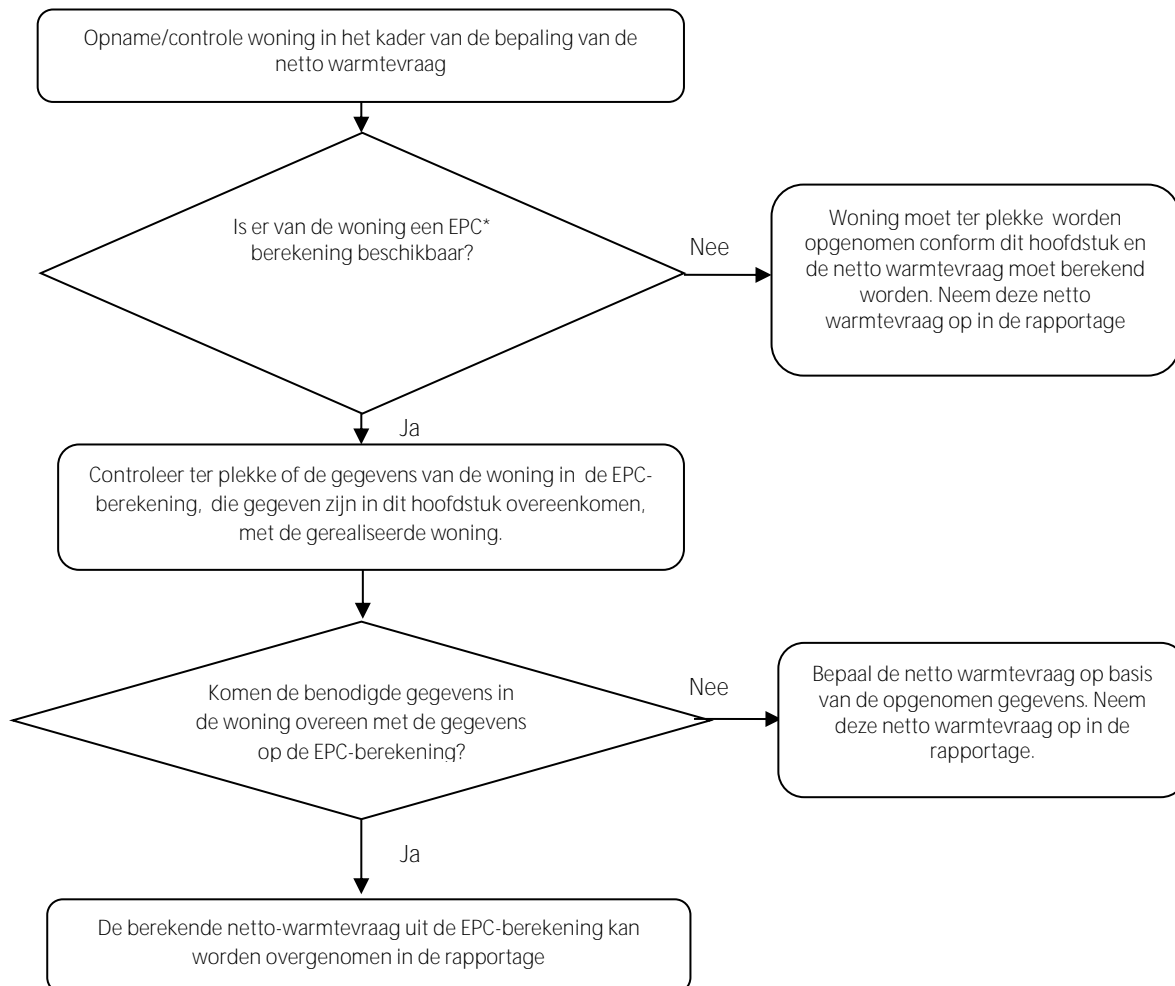 Opname/controle woning in het kader van de bepaling van de
netto warmtevraag
Is er van de woning een EPC*
berekening beschikbaar?
Nee
Woning moet ter plekke worden
opgenomen conform dit hoofdstuk en
de netto warmtevraag moet berekend
worden. Neem deze netto
warmtevraag op in de rapportage
Ja
Controleer ter plekke of de gegevens van de woning in de EPC-
berekening, die gegeven zijn in dit hoofdstuk overeenkomen,
met de gerealiseerde woning.
Komen de benodigde gegevens in
de woning overeen met de gegevens
op de EPC-berekening?
Nee
Bepaal de netto warmtevraag op basis
van de opgenomen gegevens. Neem
deze netto warmtevraag op in de
rapportage.
Ja
De berekende netto-warmtevraag uit de EPC-berekening kan
worden overgenomen in de rapportage